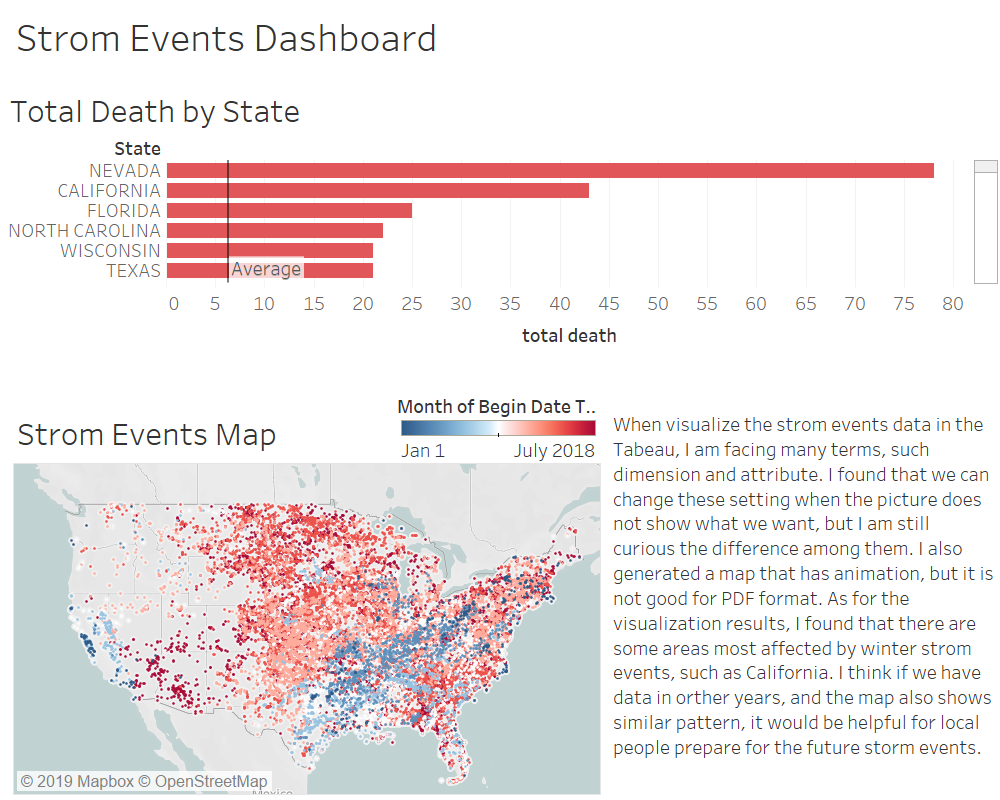 Strom Events Dashboard
Total Death by State
State
NEVADA
CALIFORNIA
FLORIDA
NORTH CAROLINA
WISCONSIN
TEXAS
Average
0 5 10 15 20 25 30 35 40 45 50 55 60 65 70 75 80
total death
Strom Events Map
Month of Begin Date T..
Jan 1 July 2018
© 2019 Mapbox © OpenStreetMap
Mexico
When visualize the strom events data in the
Tabeau, I am facing many terms, such
dimension and attribute. I found that we can
change these setting when the picture does
not show what we want, but I am still
curious the difference among them. I also
generated a map that has animation, but it is
not good for PDF format. As for the
visualization results, I found that there are
some areas most affected by winter strom
events, such as California. I think if we have
data in orther years, and the map also shows
similar pattern, it would be helpful for local
people prepare for the future storm events.